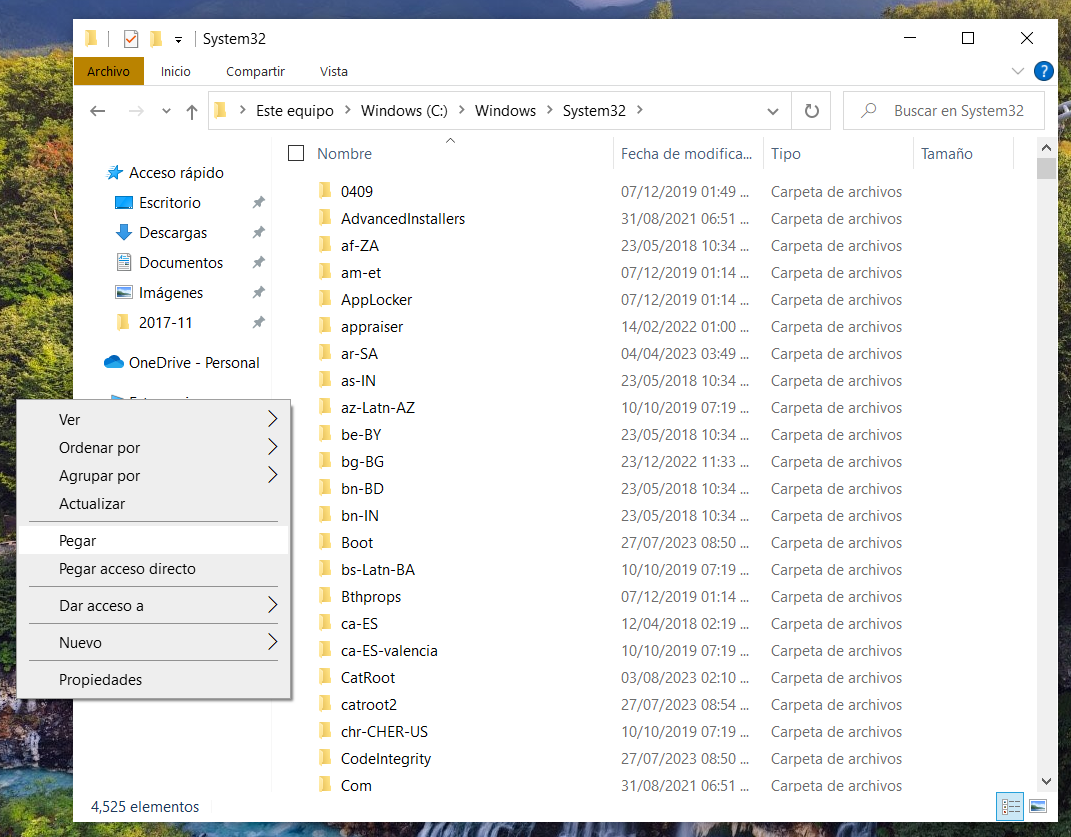 System32
Archivo Inicio Compartir Vista
Este equipo Windows (C:) Windows System32 Buscar en System32
Nombre Fecha de modifica... Tipo Tamaño
Acceso rápido
Escritorio
Descargas
Documentos
Imágenes
2017-11
OneDrive - Personal
Ver
Ordenar por
Agrupar por
Actualizar
Pegar
Pegar acceso directo
Dar acceso a
Nuevo
Propiedades
0409 07/12/2019 01:49 ... Carpeta de archivos
AdvancedInstallers 31/08/2021 06:51 ... Carpeta de archivos
af-ZA 23/05/2018 10:34 ... Carpeta de archivos
am-et 07/12/2019 01:14 ... Carpeta de archivos
AppLocker 07/12/2019 01:14 ... Carpeta de archivos
appraiser 14/02/2022 01:00 ... Carpeta de archivos
ar-SA 04/04/2023 03:49 ... Carpeta de archivos
as-IN 23/05/2018 10:34 ... Carpeta de archivos
az-Latn-AZ 10/10/2019 07:19 ... Carpeta de archivos
be-BY 23/05/2018 10:34 ... Carpeta de archivos
bg-BG 23/12/2022 11:33 ... Carpeta de archivos
bn-BD 23/05/2018 10:34 ... Carpeta de archivos
bn-IN 23/05/2018 10:34 ... Carpeta de archivos
Boot 27/07/2023 08:50 ... Carpeta de archivos
bs-Latn-BA 10/10/2019 07:19 ... Carpeta de archivos
Bthprops 07/12/2019 01:14 ... Carpeta de archivos
ca-ES 12/04/2018 02:19 ... Carpeta de archivos
ca-ES-valencia 10/10/2019 07:19 ... Carpeta de archivos
CatRoot 03/08/2023 02:10 ... Carpeta de archivos
catroot2 27/07/2023 08:54 ... Carpeta de archivos
chr-CHER-US 10/10/2019 07:19 ... Carpeta de archivos
CodeIntegrity 27/07/2023 08:50 ... Carpeta de archivos
Com 31/08/2021 06:51 ... Carpeta de archivos
4,525 elementos